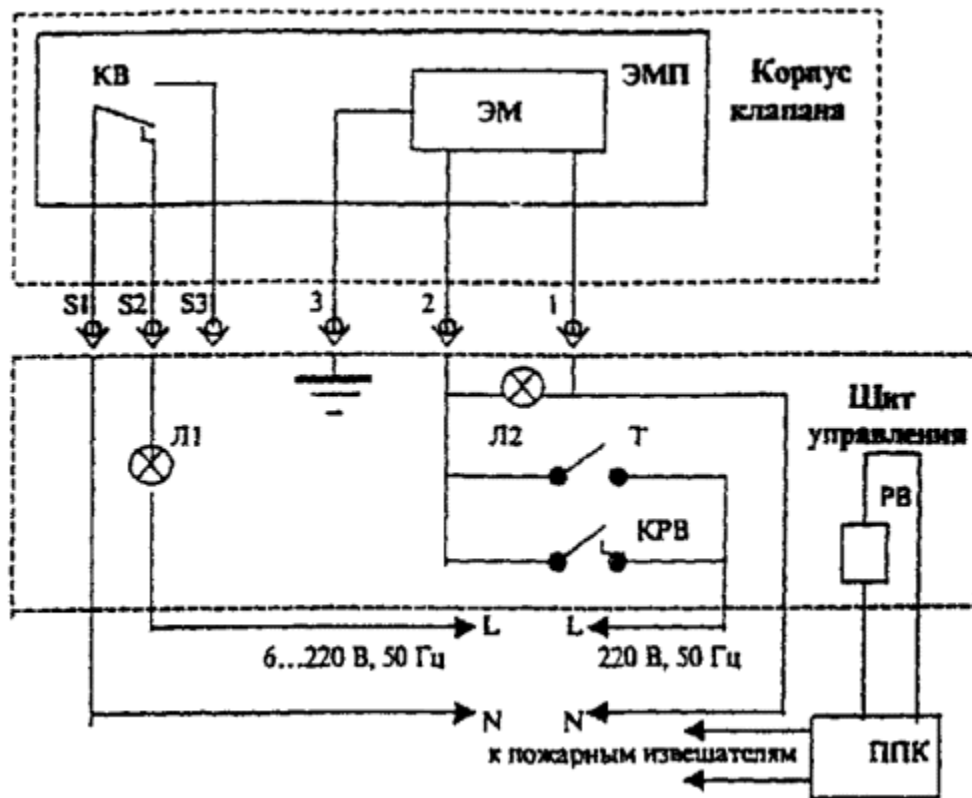 КВ
ЭМП
Корпус
клапана
ЭМ
S1 S2 S3 3 2 1
Щит
управления
Л1
Л2
Т
РВ
КРВ
L L
6...220 В, 50 Гц
220 В, 50 Гц
N N
к пожарным извещателям
ППК